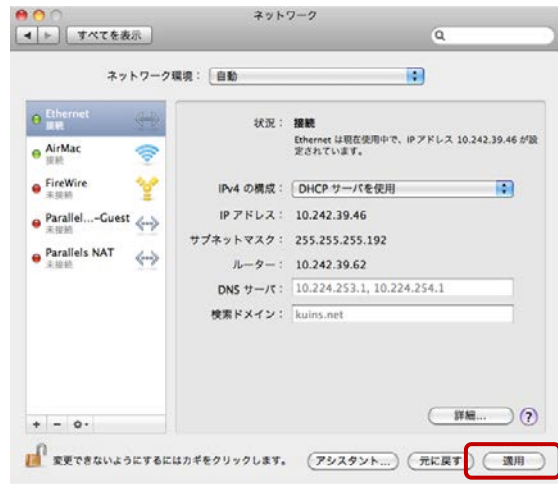 ネットワーク
すべてを表示
ネットワーク環境： 自動
Ethernet
接続
AirMac
接続
FireWire
未接続
Parallel...-Guest
未接続
Parallels NAT
未接続
状況： 接続
Ethernet は現在使用中で、IP アドレス 10.242.39.46 が設
定されています。
IPv4 の構成： DHCP サーバを使用
IP アドレス： 10.242.39.46
サブネットマスク： 255.255.255.192
ルーター： 10.242.39.62
DNS サーバ： 10.224.253.1, 10.224.254.1
検索ドメイン： kuins.net
詳細... ?
変更できないようにするにはカギをクリックします。
アシスタント... 元に戻す 適用